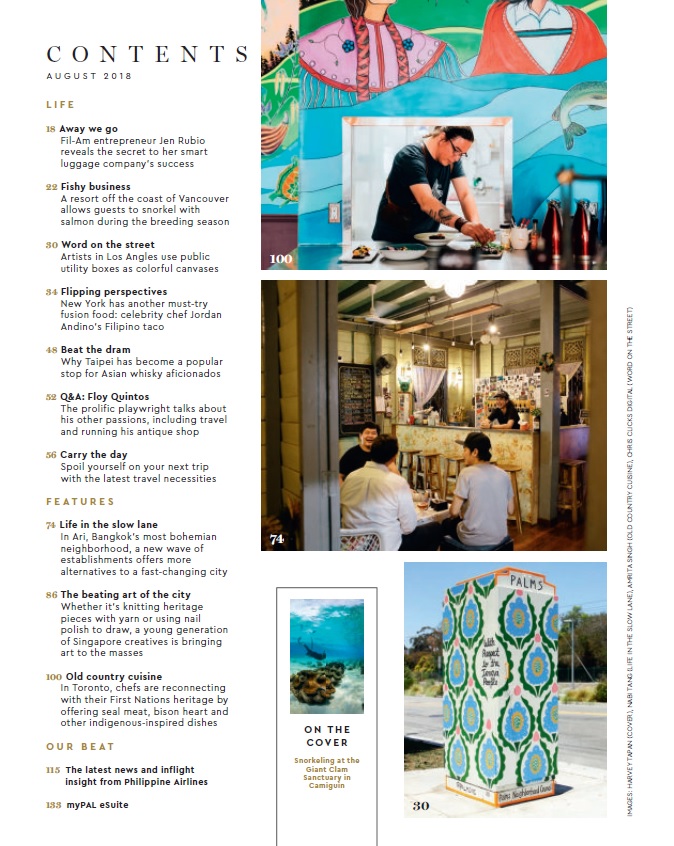 CONTENTS
AUGUST 2018
LIFE
18 Away we go
Fil-Am entrepreneur Jen Rubio
reveals the secret to her smart
luggage company's success
22 Fishy business
A resort off the coast of Vancouver
allows guests to snorkel with
salmon during the breeding season
30 Word on the street
Artists in Los Angles use public
utility boxes as colorful canvases
34 Flipping perspectives
New York has another must-try
fusion food: celebrity chef Jordan
Andino's Filipino taco
48 Beat the dram
Why Taipei has become a popular
stop for Asian whisky aficionados
52 Q&A: Floy Quintos
The prolific playwright talks about
his other passions, including travel
and running his antique shop
56 Carry the day
Spoil yourself on your next trip
with the latest travel necessities
FEATURES
74 Life in the slow lane
In Ari, Bangkok's most bohemian
neighborhood, a new wave of
establishments offers more
alternatives to a fast-changing city
86 The beating art of the city
Whether it's knitting heritage
pieces with yarn or using nail
polish to draw, a young generation
of Singapore creatives is bringing
art to the masses
100 Old country cuisine
In Toronto, chefs are reconnecting
with their First Nations heritage by
offering seal meat, bison heart and
other indigenous-inspired dishes
OUR BEAT
115 The latest news and inflight
insight from Philippine Airlines
133 myPAL eSuite
100
74
ON THE
COVER
Snorkeling at the
Giant Clam
Sanctuary in
Camiguin
PALMS
With
Respect
for the
Tongva
People
PALMS
Palms Neighborhood Council
30
IMAGES: HARVEY TAPAN (COVER), NABI TANG (LIFE IN THE SLOW LANE), AMRITA SINGH (OLD COUNTRY CUISINE), CHRIS CLICKS DIGITAL (WORD ON THE STREET)